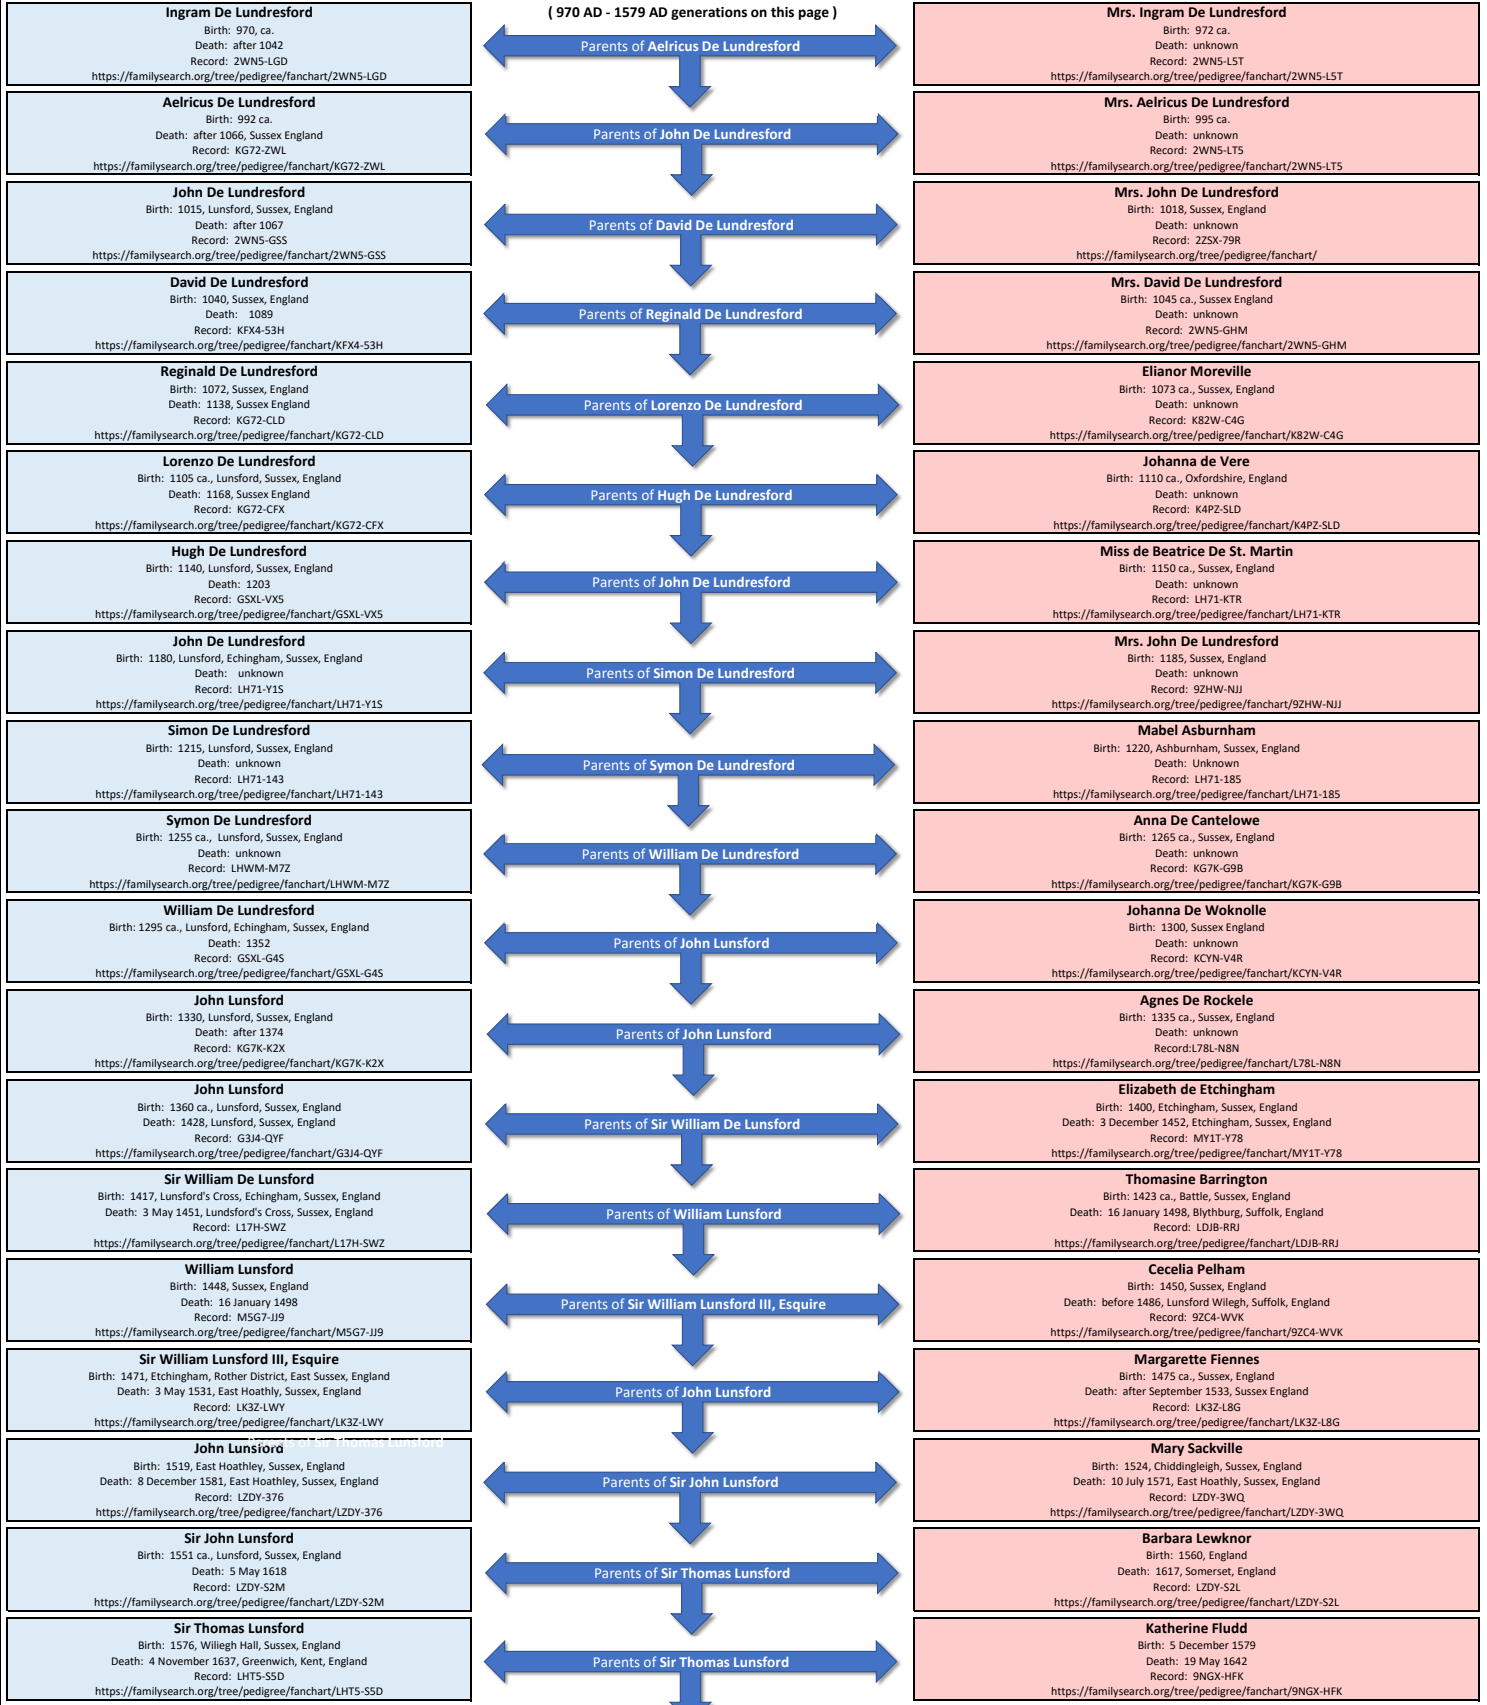 ( 970 AD - 1579 AD generations on this page )
Ingram De Lundresford
Birth: 970, ca.
Death: after 1042
Record: 2WN5-LGD
https://familysearch.org/tree/pedigree/fanchart/2WN5-LGD
Parents of Aelricus De Lundresford
Mrs. Ingram De Lundresford
Birth: 972 ca.
Death: unknown
Record: 2WN5-L5T
https://familysearch.org/tree/pedigree/fanchart/2WN5-L5T
Aelricus De Lundresford
Birth: 992 ca.
Death: after 1066, Sussex England
Record: KG72-ZWL
https://familysearch.org/tree/pedigree/fanchart/KG72-ZWL
Parents of John De Lundresford
Mrs. Aelricus De Lundresford
Birth: 995 ca.
Death: unknown
Record: 2WN5-LT5
https://familysearch.org/tree/pedigree/fanchart/2WN5-LT5
John De Lundresford
Birth: 1015, Lunsford, Sussex, England
Death: after 1067
Record: 2WN5-GSS
https://familysearch.org/tree/pedigree/fanchart/2WN5-GSS
Parents of David De Lundresford
Mrs. John De Lundresford
Birth: 1018, Sussex, England
Death: unknown
Record: 2ZSX-79R
https://familysearch.org/tree/pedigree/fanchart/
David De Lundresford
Birth: 1040, Sussex, England
Death: 1089
Record: KFX4-53H
https://familysearch.org/tree/pedigree/fanchart/KFX4-53H
Parents of Reginald De Lundresford
Mrs. David De Lundresford
Birth: 1045 ca., Sussex England
Death: unknown
Record: 2WN5-GHM
https://familysearch.org/tree/pedigree/fanchart/2WN5-GHM
Reginald De Lundresford
Birth: 1072, Sussex, England
Death: 1138, Sussex England
Record: KG72-CLD
https://familysearch.org/tree/pedigree/fanchart/KG72-CLD
Parents of Lorenzo De Lundresford
Elianor Moreville
Birth: 1073 ca., Sussex, England
Death: unknown
Record: K82W-C4G
https://familysearch.org/tree/pedigree/fanchart/K82W-C4G
Lorenzo De Lundresford
Birth: 1105 ca., Lunsford, Sussex, England
Death: 1168, Sussex England
Record: KG72-CFX
https://familysearch.org/tree/pedigree/fanchart/KG72-CFX
Parents of Hugh De Lundresford
Johanna de Vere
Birth: 1110 ca., Oxfordshire, England
Death: unknown
Record: K4PZ-SLD
https://familysearch.org/tree/pedigree/fanchart/K4PZ-SLD
Hugh De Lundresford
Birth: 1140, Lunsford, Sussex, England
Death: 1203
Record: GSXL-VX5
https://familysearch.org/tree/pedigree/fanchart/GSXL-VX5
Parents of John De Lundresford
Miss de Beatrice De St. Martin
Birth: 1150 ca., Sussex, England
Death: unknown
Record: LH71-KTR
https://familysearch.org/tree/pedigree/fanchart/LH71-KTR
John De Lundresford
Birth: 1180, Lunsford, Echingham, Sussex, England
Death: unknown
Record: LH71-Y1S
https://familysearch.org/tree/pedigree/fanchart/LH71-Y1S
Parents of Simon De Lundresford
Mrs. John De Lundresford
Birth: 1185, Sussex, England
Death: unknown
Record: 9ZHW-NJJ
https://familysearch.org/tree/pedigree/fanchart/9ZHW-NJJ
Simon De Lundresford
Birth: 1215, Lunsford, Sussex, England
Death: unknown
Record: LH71-143
https://familysearch.org/tree/pedigree/fanchart/LH71-143
Parents of Symon De Lundresford
Mabel Asburnham
Birth: 1220, Ashburnham, Sussex, England
Death: Unknown
Record: LH71-185
https://familysearch.org/tree/pedigree/fanchart/LH71-185
Symon De Lundresford
Birth: 1255 ca., Lunsford, Sussex, England
Death: unknown
Record: LHWM-M7Z
https://familysearch.org/tree/pedigree/fanchart/LHWM-M7Z
Parents of William De Lundresford
Anna De Cantelowe
Birth: 1265 ca., Sussex, England
Death: unknown
Record: KG7K-G9B
https://familysearch.org/tree/pedigree/fanchart/KG7K-G9B
William De Lundresford
Birth: 1295 ca., Lunsford, Echingham, Sussex, England
Death: 1352
Record: GSXL-G4S
https://familysearch.org/tree/pedigree/fanchart/GSXL-G4S
Parents of John Lunsford
Johanna De Woknolle
Birth: 1300, Sussex England
Death: unknown
Record: KCYN-V4R
https://familysearch.org/tree/pedigree/fanchart/KCYN-V4R
John Lunsford
Birth: 1330, Lunsford, Sussex, England
Death: after 1374
Record: KG7K-K2X
https://familysearch.org/tree/pedigree/fanchart/KG7K-K2X
Parents of John Lunsford
Agnes De Rockele
Birth: 1335 ca., Sussex, England
Death: unknown
Record:L78L-N8N
https://familysearch.org/tree/pedigree/fanchart/L78L-N8N
John Lunsford
Birth: 1360 ca., Lunsford, Sussex, England
Death: 1428, Lunsford, Sussex, England
Record: G3J4-QYF
https://familysearch.org/tree/pedigree/fanchart/G3J4-QYF
Parents of Sir William De Lunsford
Elizabeth de Etchingham
Birth: 1400, Etchingham, Sussex, England
Death: 3 December 1452, Etchingham, Sussex, England
Record: MY1T-Y78
https://familysearch.org/tree/pedigree/fanchart/MY1T-Y78
Sir William De Lunsford
Birth: 1417, Lunsford's Cross, Echingham, Sussex, England
Death: 3 May 1451, Lundsford's Cross, Sussex, England
Record: L17H-SWZ
https://familysearch.org/tree/pedigree/fanchart/L17H-SWZ
Parents of William Lunsford
Thomasine Barrington
Birth: 1423 ca., Battle, Sussex, England
Death: 16 January 1498, Blythburg, Suffolk, England
Record: LDJB-RRJ
https://familysearch.org/tree/pedigree/fanchart/LDJB-RRJ
William Lunsford
Birth: 1448, Sussex, England
Death: 16 January 1498
Record: M5G7-JJ9
https://familysearch.org/tree/pedigree/fanchart/M5G7-JJ9
Parents of Sir William Lunsford III, Esquire
Cecelia Pelham
Birth: 1450, Sussex, England
Death: before 1486, Lunsford Wilegh, Suffolk, England
Record: 9ZC4-WVK
https://familysearch.org/tree/pedigree/fanchart/9ZC4-WVK
Sir William Lunsford III, Esquire
Birth: 1471, Etchingham, Rother District, East Sussex, England
Death: 3 May 1531, East Hoathly, Sussex, England
Record: LK3Z-LWY
https://familysearch.org/tree/pedigree/fanchart/LK3Z-LWY
Parents of John Lunsford
Margarette Fiennes
Birth: 1475 ca., Sussex, England
Death: after September 1533, Sussex England
Record: LK3Z-L8G
https://familysearch.org/tree/pedigree/fanchart/LK3Z-L8G
Parents of Sir Thomas Lunsford
John Lunsford
Birth: 1519, East Hoathley, Sussex, England
Death: 8 December 1581, East Hoathley, Sussex, England
Record: LZDY-376
https://familysearch.org/tree/pedigree/fanchart/LZDY-376
Parents of Sir John Lunsford
Mary Sackville
Birth: 1524, Chiddingleigh, Sussex, England
Death: 10 July 1571, East Hoathly, Sussex, England
Record: LZDY-3WQ
https://familysearch.org/tree/pedigree/fanchart/LZDY-3WQ
Sir John Lunsford
Birth: 1551 ca., Lunsford, Sussex, England
Death: 5 May 1618
Record: LZDY-S2M
https://familysearch.org/tree/pedigree/fanchart/LZDY-S2M
Parents of Sir Thomas Lunsford
Barbara Lewknor
Birth: 1560, England
Death: 1617, Somerset, England
Record: LZDY-S2L
https://familysearch.org/tree/pedigree/fanchart/LZDY-S2L
Sir Thomas Lunsford
Birth: 1576, Wiliegh Hall, Sussex, England
Death: 4 November 1637, Greenwich, Kent, England
Record: LHT5-S5D
https://familysearch.org/tree/pedigree/fanchart/LHT5-S5D
Parents of Sir Thomas Lunsford
Katherine Fludd
Birth: 5 December 1579
Death: 19 May 1642
Record: 9NGX-HFK
https://familysearch.org/tree/pedigree/fanchart/9NGX-HFK